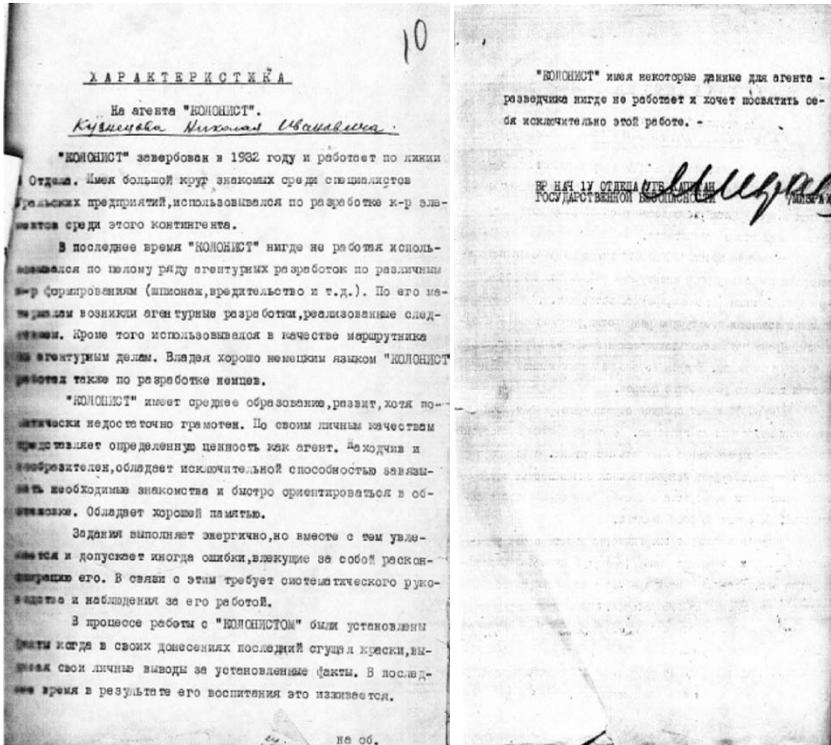 10
ХАРАКТЕРИСТИКА
На агента "КОЛОНИСТ".
Кузнецова Николая Ивановича.
"КОЛОНИСТ" завербован в 1932 году и работает по линии
Отдела. Имея большой круг знакомых среди специалистов
Уральских предприятий,использовывался по разработке к-р эле-
ментов среди этого контингента.
В последнее время "КОЛОНИСТ" нигде не работая исполь-
зовывался по целому ряду агентурных разработок по различным
к-р формированиям (шпионаж,вредительство и т.д.). По его ма-
териалам возникли агентурные разработки,реализованные след-
ствием. Кроме того использовывался в качестве маршрутника
по агентурным делам. Владея хорошо немецким языком "КОЛОНИСТ"
работал также по разработке немцев.
"КОЛОНИСТ" имеет среднее образование,развит,хотя по-
литически недостаточно грамотен. По своим личным качествам
представляет определенную ценность как агент. Находчив и
сообразителен,обладает исключительной способностью завязы-
вать необходимые знакомства и быстро ориентироваться в об-
становке. Обладает хорошей памятью.
Задания выполняет энергично,но вместе с тем увле-
кается и допускает иногда ошибки,влекущие за собой раскон-
спирацию его. В связи с этим требует систематического руко-
водства и наблюдения за его работой.
В процессе работы с "КОЛОНИСТОМ" были установлены
факты когда в своих донесениях последний сгущал краски,вы-
давая свои личные выводы за установленные факты. В послед-
нее время в результате его воспитания это изживается.
на об.
"КОЛОНИСТ" имея некоторые данные для агента -
разведчика нигде не работает и хочет посвятить се-
бя исключительно этой работе. -
ВР НАЧ 1У ОТДЕЛА УГБ КАПИТАН
ГОСУДАРСТВЕННОЙ БЕЗОПАСНОСТИ